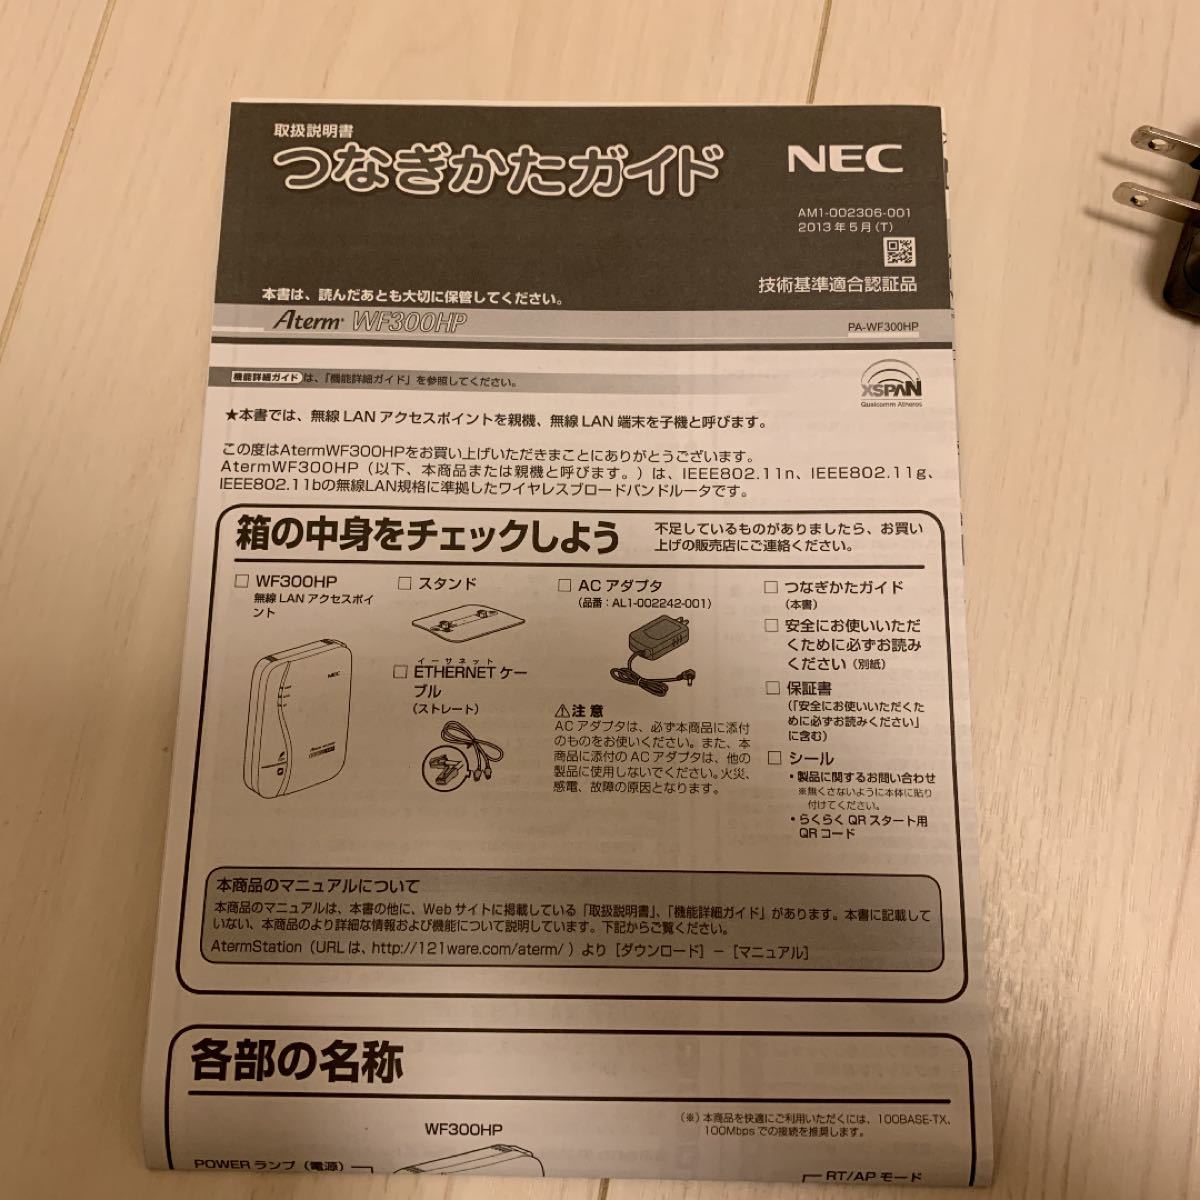 取扱説明書
つなぎかたガイド
NEC
AM1-002306-001
2013年5月(T)
技術基準適合認証品
本書は、読んだあとも大切に保管してください。
Aterm WF300HP
PA-WF300HP
機能詳細ガイド は、「機能詳細ガイド」を参照してください。
XSPAN
Qualcomm Atheros
★本書では、無線LANアクセスポイントを親機、無線LAN端末を子機と呼びます。
この度はAtermWF300HPをお買い上げいただきまことにありがとうございます。
AtermWF300HP(以下、本商品または親機と呼びます。)は、IEEE802.11n、IEEE802.11g、
IEEE802.11bの無線LAN規格に準拠したワイヤレスブロードバンドルータです。
箱の中身をチェックしよう
不足しているものがありましたら、お買い
上げの販売店にご連絡ください。
□ WF300HP
無線LANアクセスポイ
ント
NEC
□ スタンド
イーサネット
□ ETHERNETケー
ブル
(ストレート)
□ ACアダプタ
(品番:AL1-002242-001)
⚠注意
ACアダプタは、必ず本商品に添付
のものをお使いください。また、本
商品に添付のACアダプタは、他の
製品に使用しないでください。火災、
感電、故障の原因となります。
□ つなぎかたガイド
(本書)
□ 安全にお使いいただ
くために必ずお読み
ください(別紙)
□ 保証書
(「安全にお使いいただくた
めに必ずお読みください」
に含む)
□ シール
・製品に関するお問い合わせ
※無くさないように本体に貼り
付けてください。
・らくらくQRスタート用
QRコード
本商品のマニュアルについて
本商品のマニュアルは、本書の他に、Webサイトに掲載している「取扱説明書」、「機能詳細ガイド」があります。本書に記載して
いない、本商品のより詳細な情報および機能について説明しています。下記からご覧ください。
AtermStation(URLは、http://121ware.com/aterm/)より[ダウンロード]-[マニュアル]
各部の名称
(※)本商品を快適にご利用いただくには、100BASE-TX、
100Mbpsでの接続を推奨します。
WF300HP
POWERランプ(電源)
RT/APモード